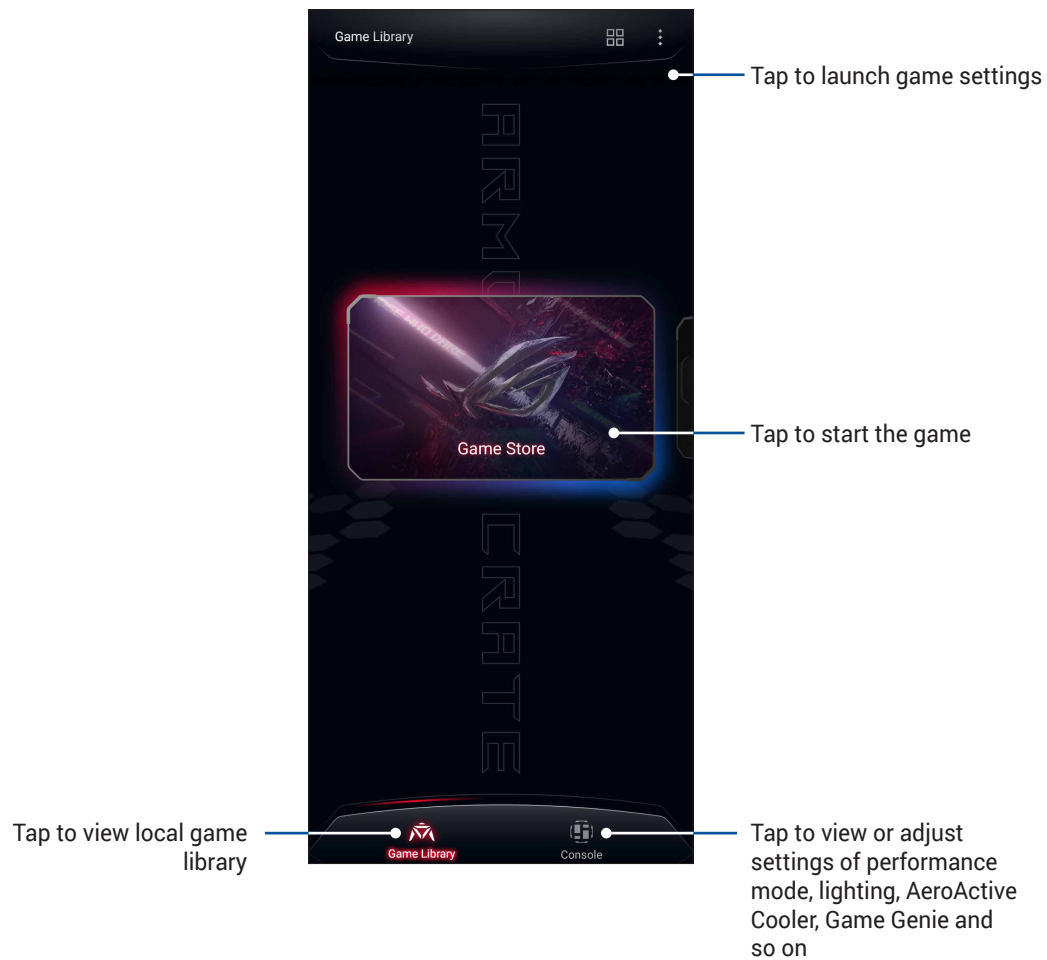 Game Library
Tap to launch game settings
ARMO
Game Store
Tap to start the game
CRATE
Tap to view local game
library
Game Library
Console
Tap to view or adjust
settings of performance
mode, lighting, AeroActive
Cooler, Game Genie and
so on